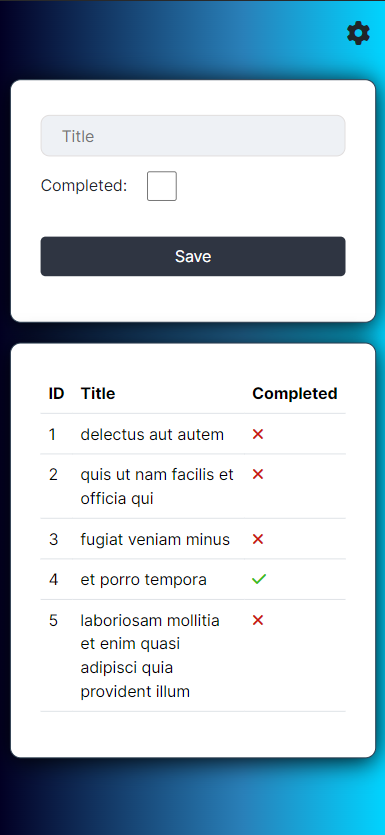 Title
Completed:
Save
ID Title Completed
1 delectus aut autem
2 quis ut nam facilis et
officia qui
3 fugiat veniam minus
4 et porro tempora
5 laboriosam mollitia
et enim quasi
adipisci quia
provident illum